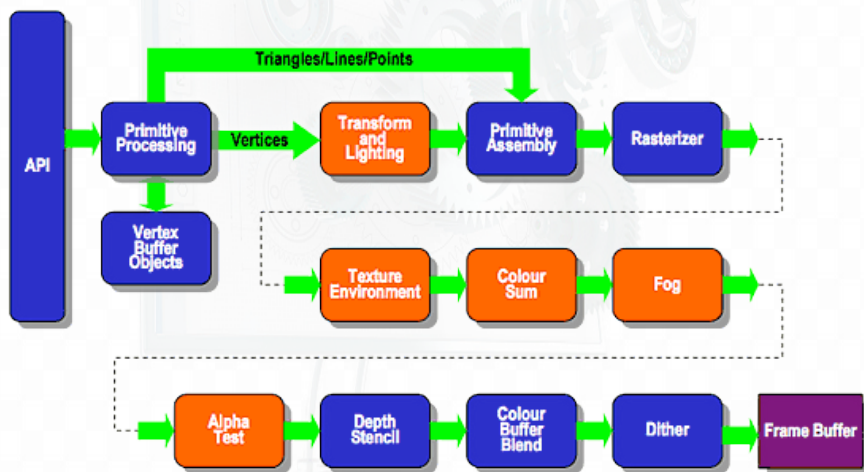 Triangles/Lines/Points
API
Primitive
Processing
Vertices
Transform
and
Lighting
Primitive
Assembly
Rasterizer
Vertex
Buffer
Objects
Texture
Environment
Colour
Sum
Fog
Alpha
Test
Depth
Stencil
Colour
Buffer
Blend
Dither
Frame Buffer